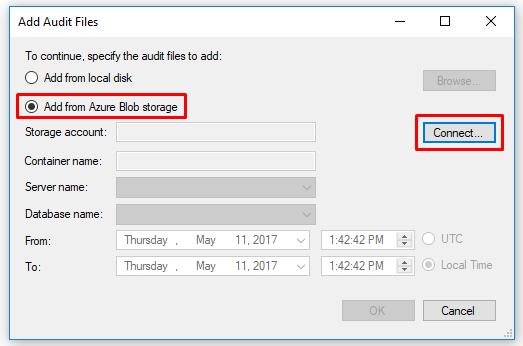 Add Audit Files
To continue, specify the audit files to add:
Add from local disk
Browse...
Add from Azure Blob storage
Storage account:
Connect...
Container name:
Server name:
Database name:
From: Thursday , May 11, 2017 1:42:42 PM UTC
To: Thursday , May 11, 2017 1:42:42 PM Local Time
OK Cancel